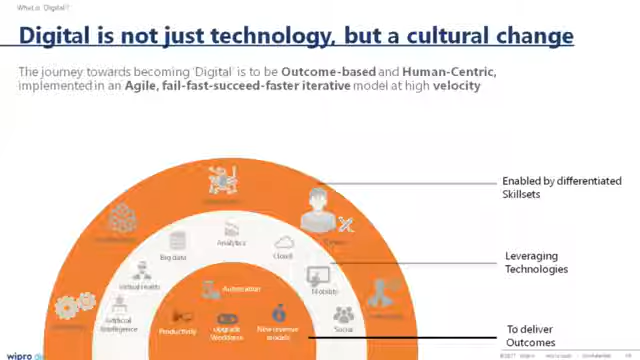 What is 'Digital'?
Digital is not just technology, but a cultural change
The journey towards becoming 'Digital' is to be Outcome-based and Human-Centric,
implemented in an Agile, fail-fast-succeed-faster iterative model at high velocity
Enabled by differentiated
Skillsets
Analytics
Big data
Cloud
Leveraging
Technologies
Virtual reality
Mobility
Automation
Artificial
Intelligence
Productivity
Upgrade
Workforce
New revenue
models
Social
To deliver
Outcomes
wipro